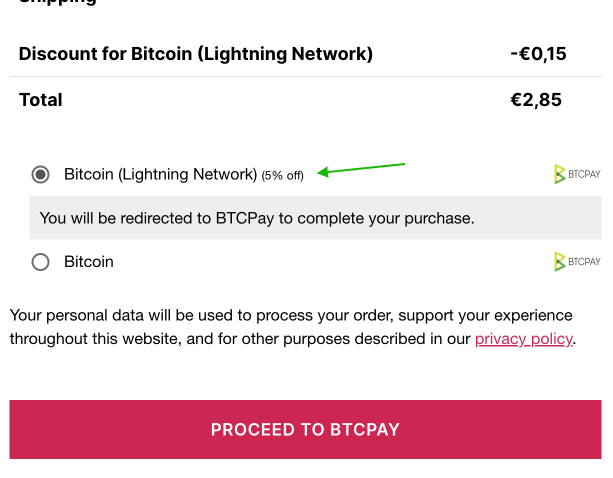 Shipping
Discount for Bitcoin (Lightning Network) -€0,15
Total €2,85
Bitcoin (Lightning Network) (5% off) BTCPAY
You will be redirected to BTCPay to complete your purchase.
Bitcoin BTCPAY
Your personal data will be used to process your order, support your experience
throughout this website, and for other purposes described in our privacy policy.
PROCEED TO BTCPAY